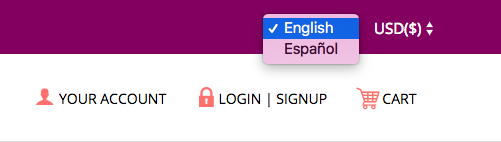 English USD($)
Español
YOUR ACCOUNT LOGIN | SIGNUP CART